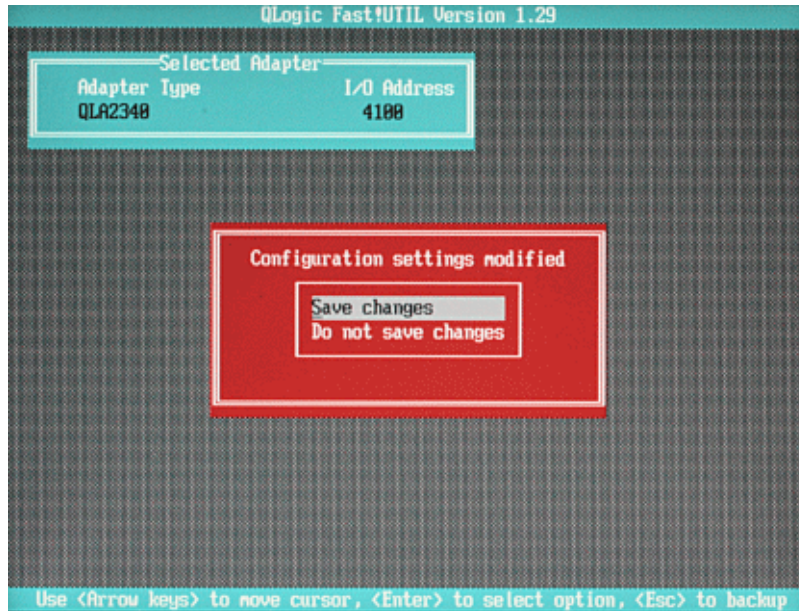 QLogic Fast!UTIL Version 1.29
Selected Adapter
Adapter Type I/O Address
QLA2340 4100
Configuration settings modified
Save changes
Do not save changes
Use <Arrow keys> to move cursor, <Enter> to select option, <Esc> to backup